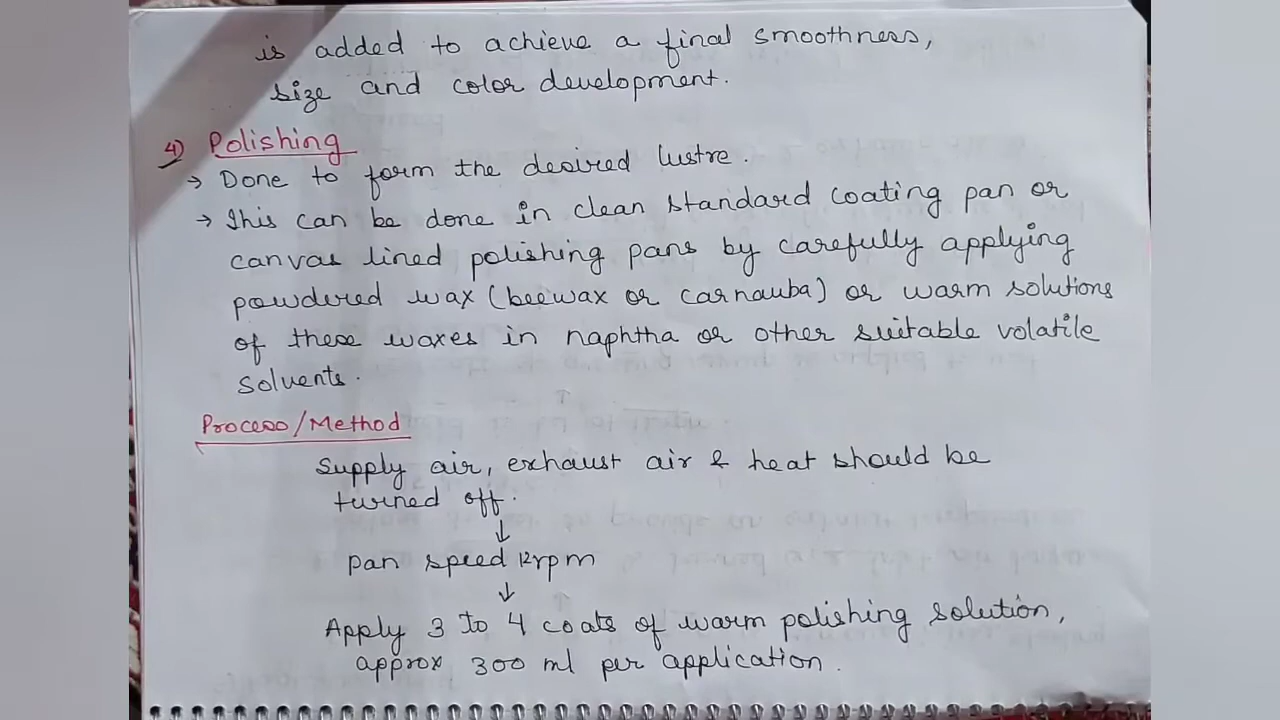 is added to achieve a final smoothness,
size and color development.
4) Polishing
→ Done to form the desired lustre.
→ This can be done in clean standard coating pan or
canvas lined polishing pans by carefully applying
powdered wax (beewax or carnauba) or warm solutions
of these waxes in naphtha or other suitable volatile
solvents.
Process/Method
Supply air, exhaust air & heat should be
turned off.
↓
pan speed 12rpm
↓
Apply 3 to 4 coats of warm polishing solution,
approx 300 ml per application.